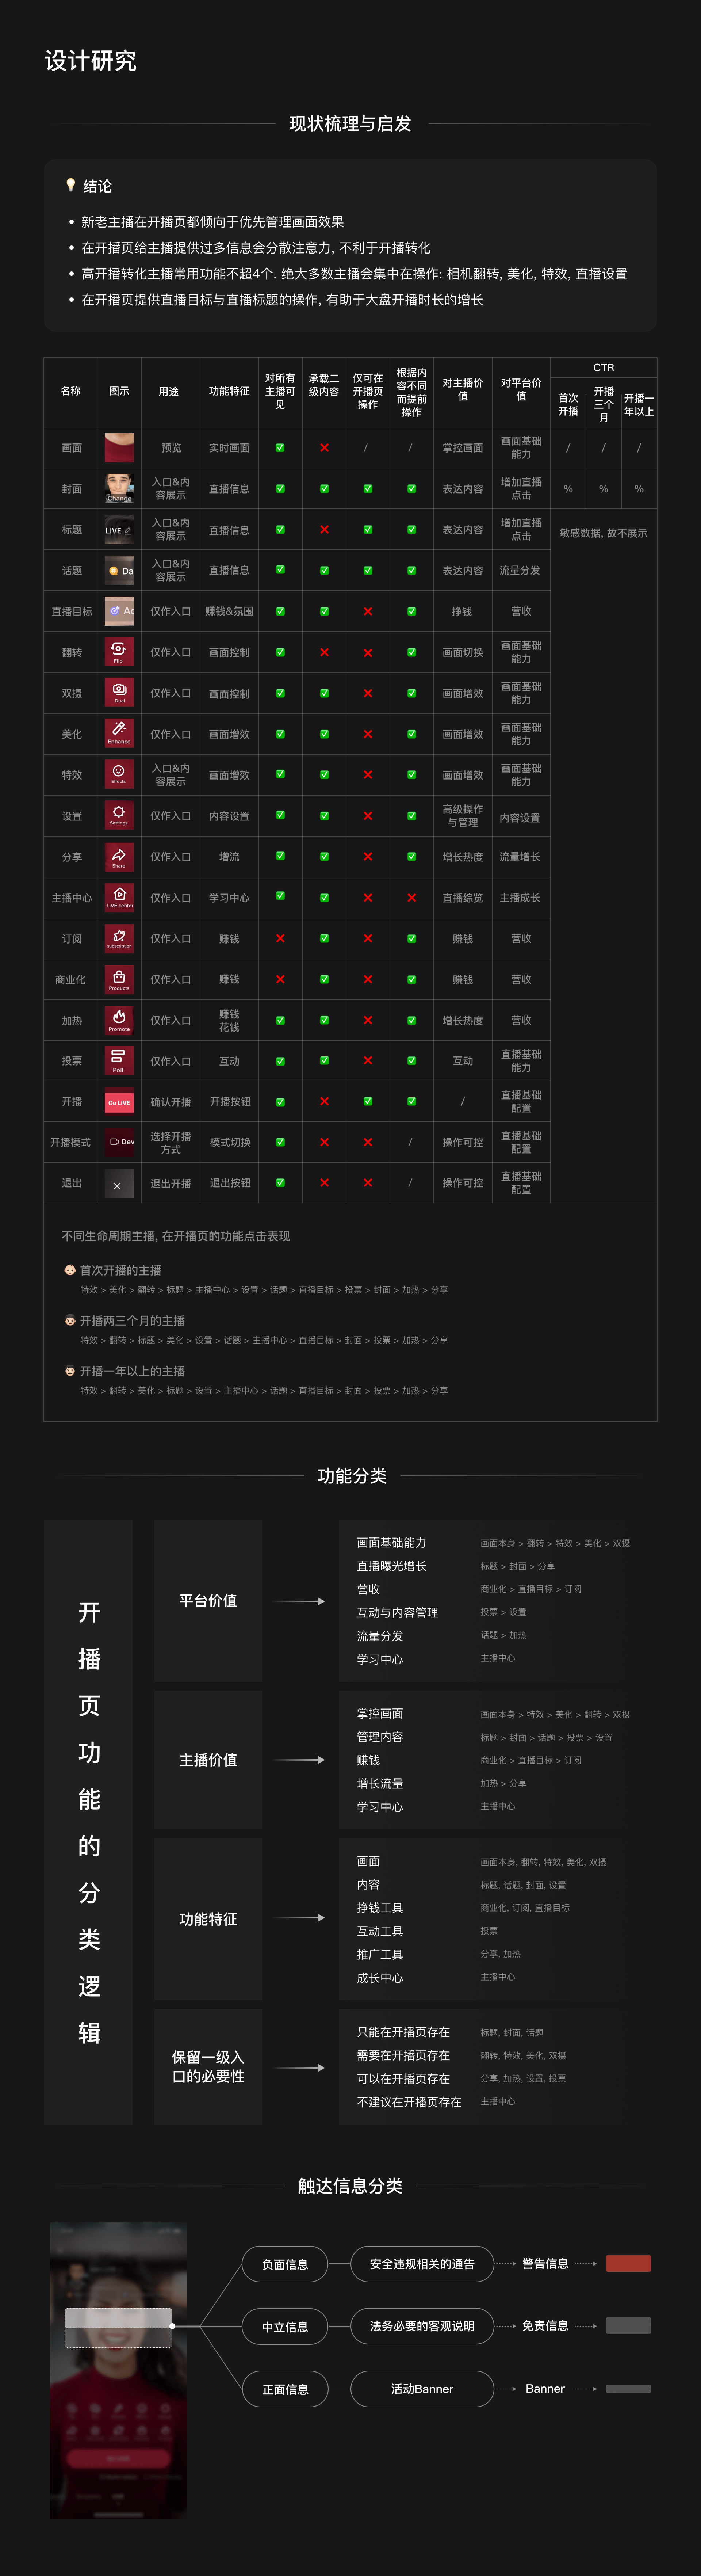 设计研究
现状梳理与启发
结论
新老主播在开播页都倾向于优先管理画面效果
在开播页给主播提供过多信息会分散注意力, 不利于开播转化
高开播转化主播常用功能不超4个. 绝大多数主播会集中在操作: 相机翻转, 美化, 特效, 直播设置
在开播页提供直播目标与直播标题的操作, 有助于大盘开播时长的增长
名称 图示 用途 功能特征 对所有主播可见 承载二级内容 仅可在开播页操作 根据内容不同而提前操作 对主播价值 对平台价值 CTR
首次开播 开播三个月 开播一年以上
画面 预览 实时画面 ✅ ❌ / / 掌控画面 画面基础能力 / / /
封面 Change 入口&内容展示 直播信息 ✅ ✅ ✅ ✅ 表达内容 增加直播点击 % % %
标题 LIVE 入口&内容展示 直播信息 ✅ ❌ ✅ ✅ 表达内容 增加直播点击 敏感数据, 故不展示
话题 Da 入口&内容展示 直播信息 ✅ ✅ ✅ ✅ 表达内容 流量分发
直播目标 Ac 仅作入口 赚钱&氛围 ✅ ✅ ❌ ✅ 挣钱 营收
翻转 Flip 仅作入口 画面控制 ✅ ❌ ❌ ✅ 画面切换 画面基础能力
双摄 Dual 仅作入口 画面控制 ✅ ✅ ❌ ✅ 画面增效 画面基础能力
美化 Enhance 仅作入口 画面增效 ✅ ✅ ❌ ✅ 画面增效 画面基础能力
特效 Effects 入口&内容展示 画面增效 ✅ ✅ ❌ ✅ 画面增效 画面基础能力
设置 Settings 仅作入口 内容设置 ✅ ✅ ❌ ✅ 高级操作与管理 内容设置
分享 Share 仅作入口 增流 ✅ ✅ ❌ ✅ 增长热度 流量增长
主播中心 LIVE center 仅作入口 学习中心 ✅ ✅ ❌ ❌ 直播综览 主播成长
订阅 subscription 仅作入口 赚钱 ❌ ✅ ❌ ✅ 赚钱 营收
商业化 Products 仅作入口 赚钱 ❌ ✅ ❌ ✅ 赚钱 营收
加热 Promote 仅作入口 赚钱花钱 ✅ ✅ ❌ ✅ 增长热度 营收
投票 Poll 仅作入口 互动 ✅ ✅ ❌ ✅ 互动 直播基础能力
开播 Go LIVE 确认开播 开播按钮 ✅ ❌ ✅ ✅ / 直播基础配置
开播模式 Dev 选择开播方式 模式切换 ✅ ❌ ❌ / 操作可控 直播基础配置
退出 退出开播 退出按钮 ✅ ❌ ❌ / 操作可控 直播基础配置
不同生命周期主播, 在开播页的功能点击表现
首次开播的主播
特效 > 美化 > 翻转 > 标题 > 主播中心 > 设置 > 话题 > 直播目标 > 投票 > 封面 > 加热 > 分享
开播两三个月的主播
特效 > 翻转 > 标题 > 美化 > 设置 > 话题 > 主播中心 > 直播目标 > 封面 > 投票 > 加热 > 分享
开播一年以上的主播
特效 > 翻转 > 美化 > 标题 > 设置 > 主播中心 > 话题 > 直播目标 > 封面 > 投票 > 加热 > 分享
功能分类
开播页功能的分类逻辑
平台价值
画面基础能力 画面本身 > 翻转 > 特效 > 美化 > 双摄
直播曝光增长 标题 > 封面 > 分享
营收 商业化 > 直播目标 > 订阅
互动与内容管理 投票 > 设置
流量分发 话题 > 加热
学习中心 主播中心
主播价值
掌控画面 画面本身 > 特效 > 美化 > 翻转 > 双摄
管理内容 标题 > 封面 > 话题 > 投票 > 设置
赚钱 商业化 > 直播目标 > 订阅
增长流量 加热 > 分享
学习中心 主播中心
功能特征
画面 画面本身, 翻转, 特效, 美化, 双摄
内容 标题, 话题, 封面, 设置
挣钱工具 商业化, 订阅, 直播目标
互动工具 投票
推广工具 分享, 加热
成长中心 主播中心
保留一级入口的必要性
只能在开播页存在 标题, 封面, 话题
需要在开播页存在 翻转, 特效, 美化, 双摄
可以在开播页存在 分享, 加热, 设置, 投票
不建议在开播页存在 主播中心
触达信息分类
负面信息 安全违规相关的通告 警告信息
中立信息 法务必要的客观说明 免责信息
正面信息 活动Banner Banner
Go LIVE